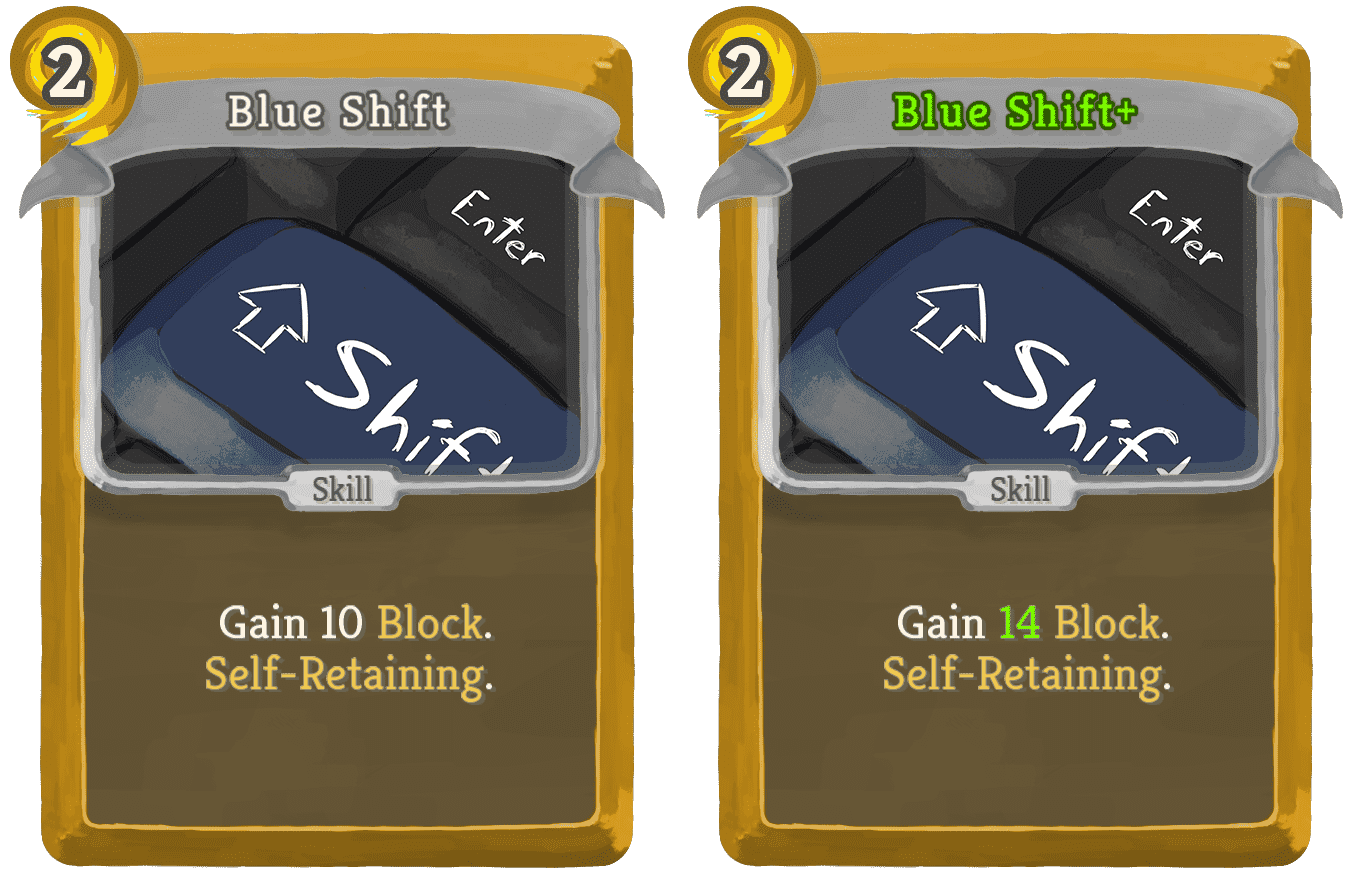 2
Blue Shift
Enter
Shift
Skill
Gain 10 Block.
Self-Retaining.
2
Blue Shift+
Enter
Shift
Skill
Gain 14 Block.
Self-Retaining.